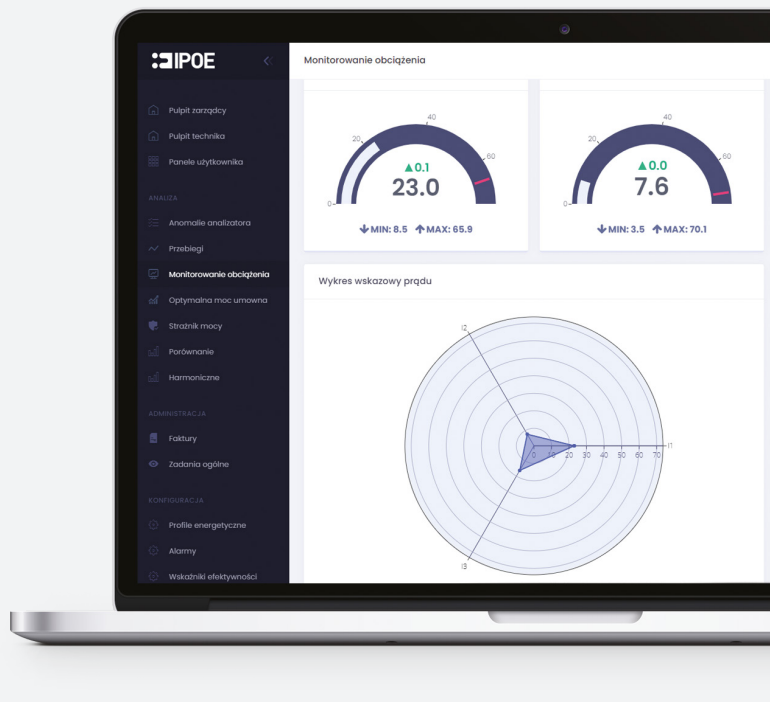 IPOE
Monitorowanie obciążenia
Pulpit zarządcy
Pulpit technika
Panele użytkownika
ANALIZA
Anomalie analizatora
Przebiegi
Monitorowanie obciążenia
Optymalna moc umowna
Strażnik mocy
Porównanie
Harmoniczne
ADMINISTRACJA
Faktury
Zadania ogólne
KONFIGURACJA
Profile energetyczne
Alarmy
Wskaźniki efektywności
0
20
40
60
▲0.1
23.0
↓ MIN: 8.5 ↑ MAX: 65.9
0
20
40
60
▲0.0
7.6
↓ MIN: 3.5 ↑ MAX: 70.1
Wykres wskazowy prądu
I2
I1
0 10 20 30 40 50 60 70
I3